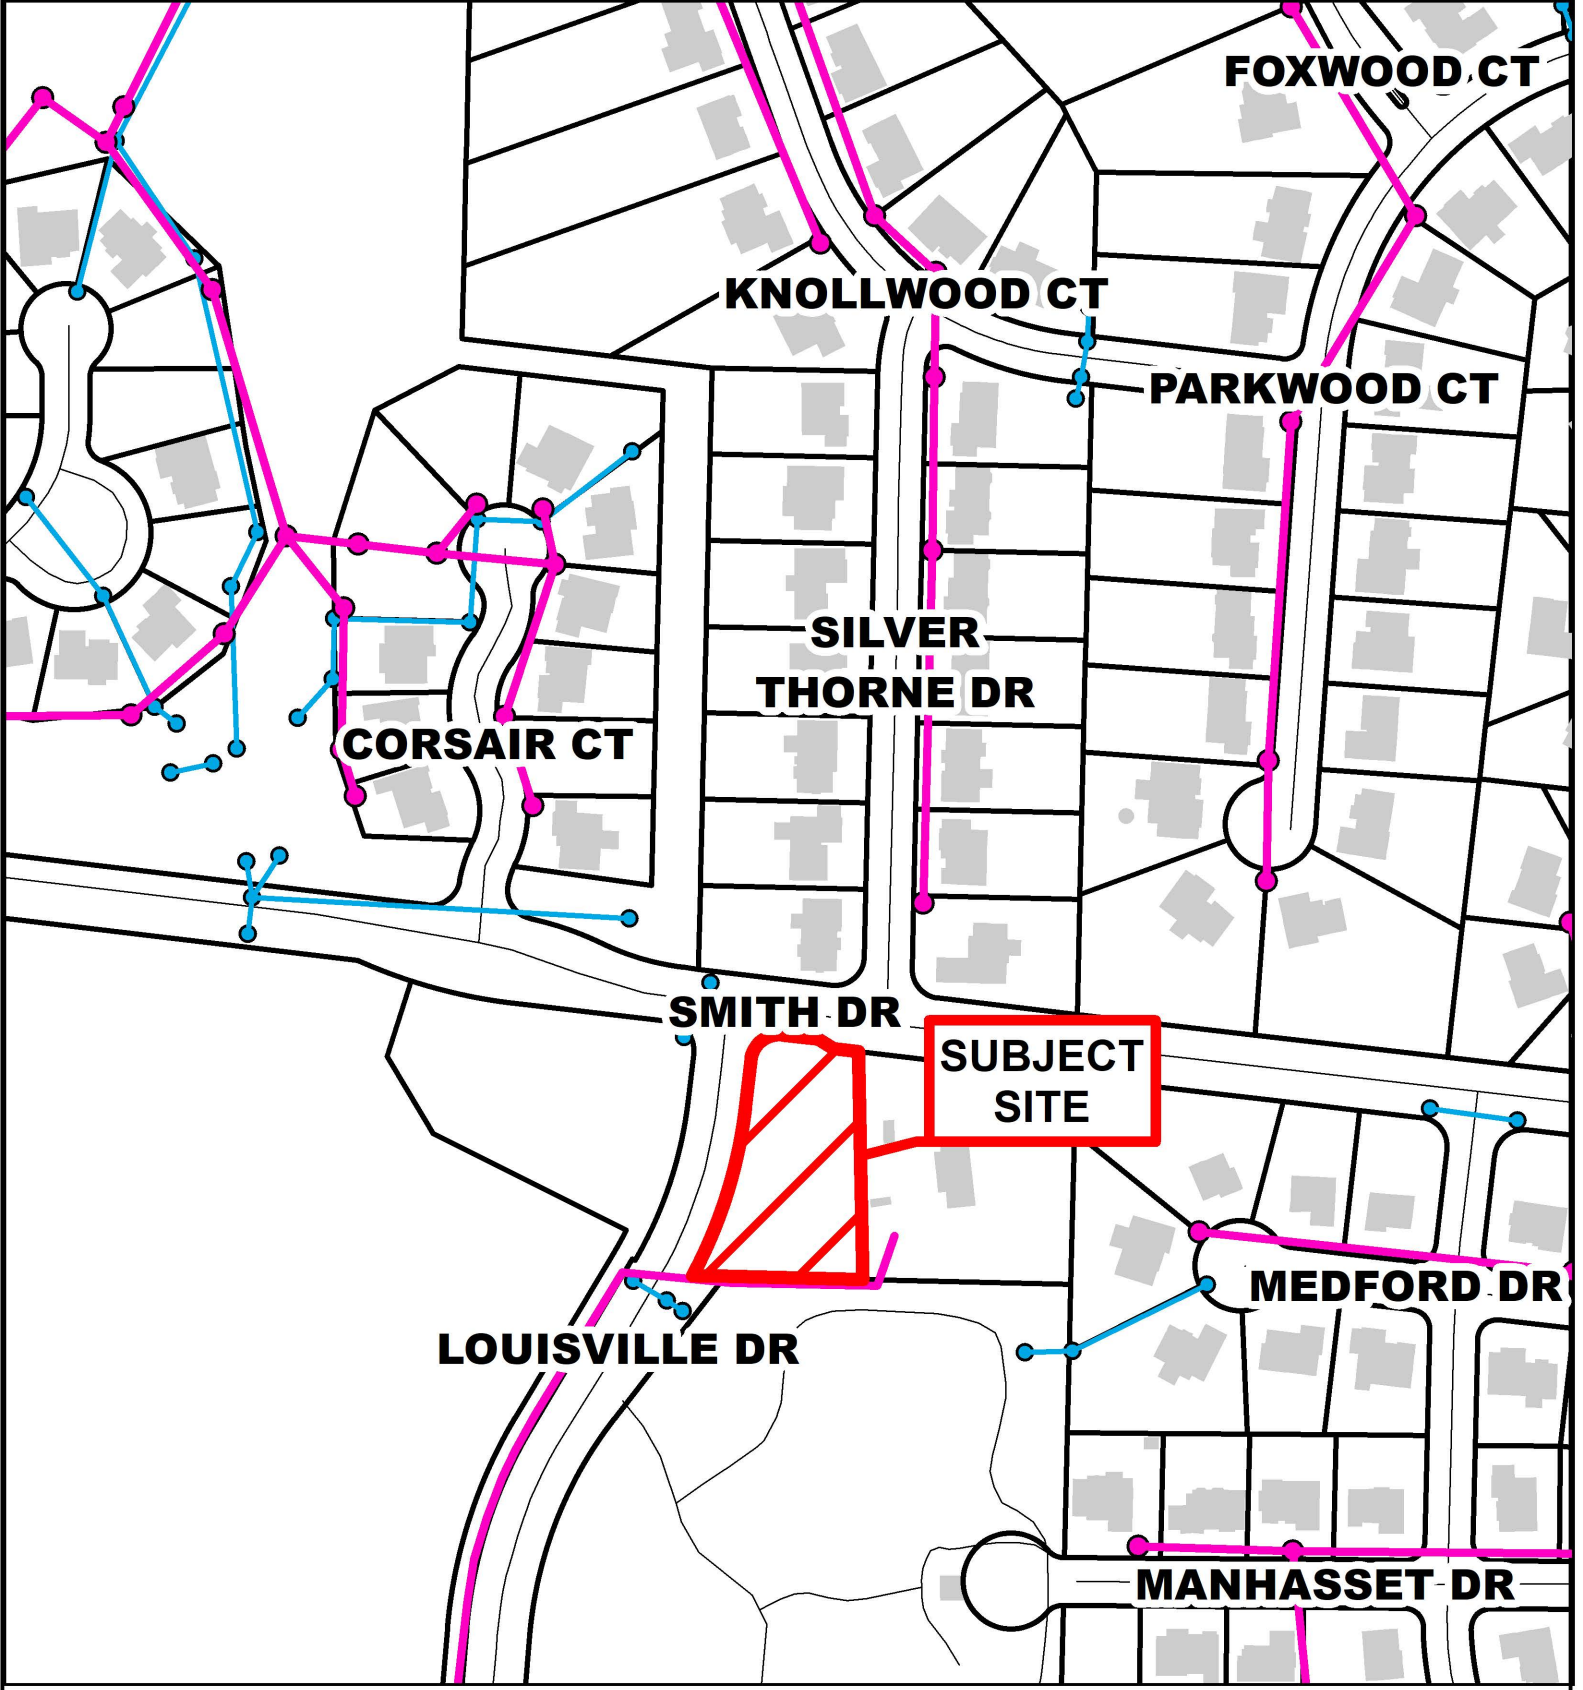 FOXWOOD CT
KNOLLWOOD CT
PARKWOOD CT
SILVER
THORNE DR
CORSAIR CT
SMITH DR
SUBJECT
SITE
MEDFORD DR
LOUISVILLE DR
MANHASSET DR